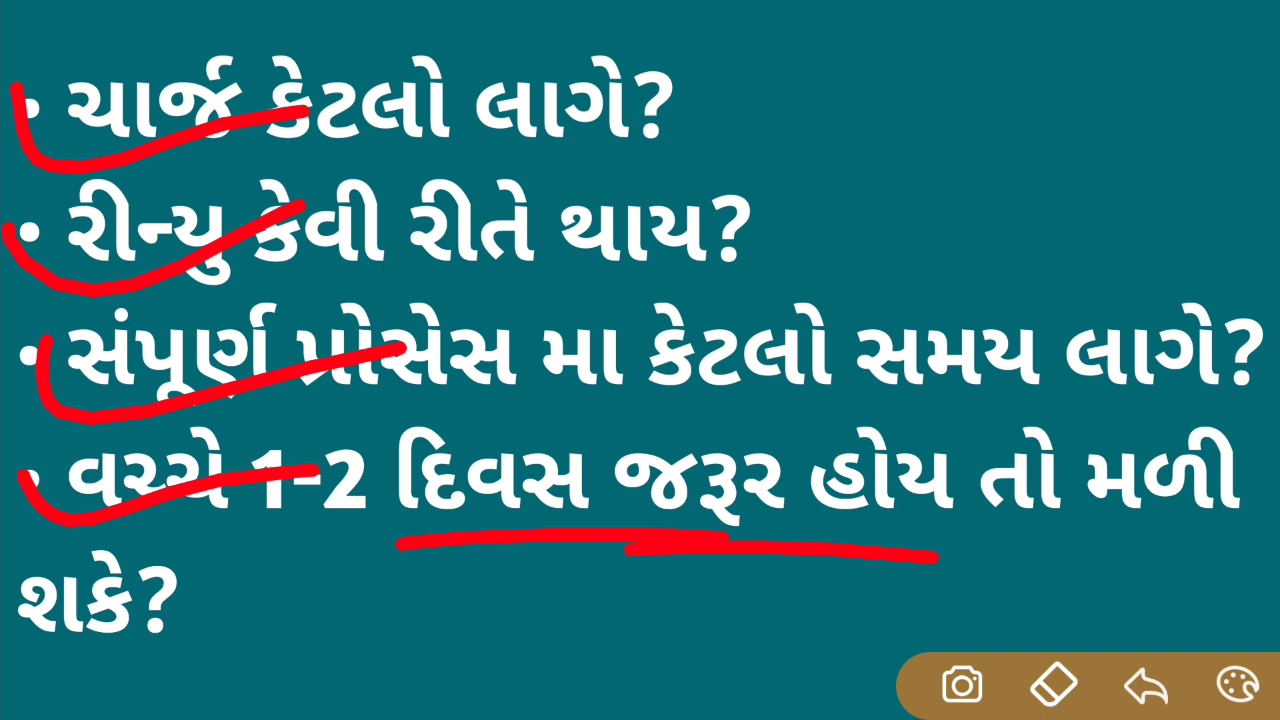 • ચાર્જ કેટલો લાગે?
• રીન્યુ કેવી રીતે થાય?
• સંપૂર્ણ પ્રોસેસ મા કેટલો સમય લાગે?
• વચ્ચે 1-2 દિવસ જરૂર હોય તો મળી
શકે?